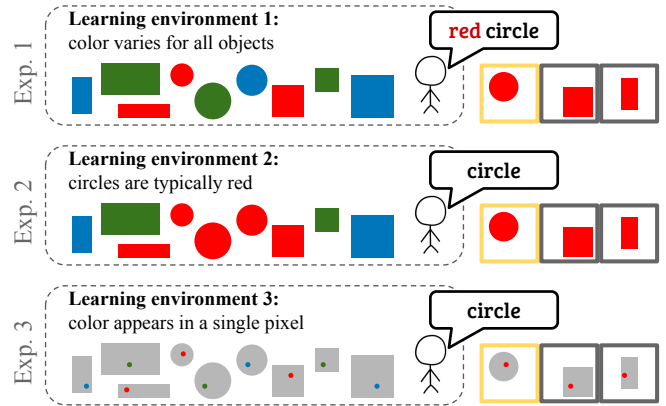 Exp. 1
Learning environment 1:
color varies for all objects
red circle
Exp. 2
Learning environment 2:
circles are typically red
circle
Exp. 3
Learning environment 3:
color appears in a single pixel
circle